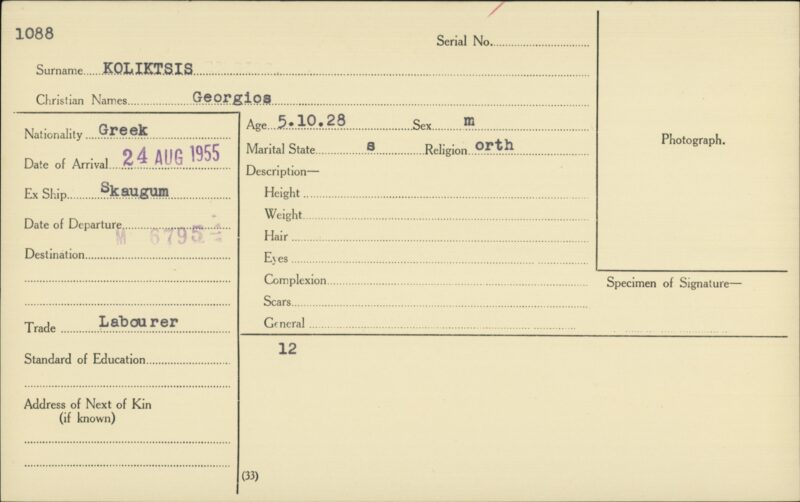 1088
Serial No.
Surname KOLIKTSIS
Christian Names Georgios
Nationality Greek
Date of Arrival 24 AUG 1955
Ex Ship Skaugum
Date of Departure
M 6795
Destination
Trade Labourer
Standard of Education
Address of Next of Kin
(if known)
Age 5.10.28 Sex m
Marital State s Religion orth
Description—
Height
Weight
Hair
Eyes
Complexion
Scars
General
12
(33)
Photograph.
Specimen of Signature—